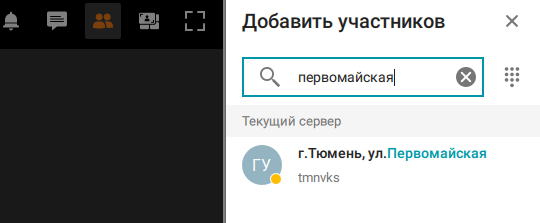 Добавить участников
первомайская
Текущий сервер
ГУ
г.Тюмень, ул.Первомайская
tmnvks